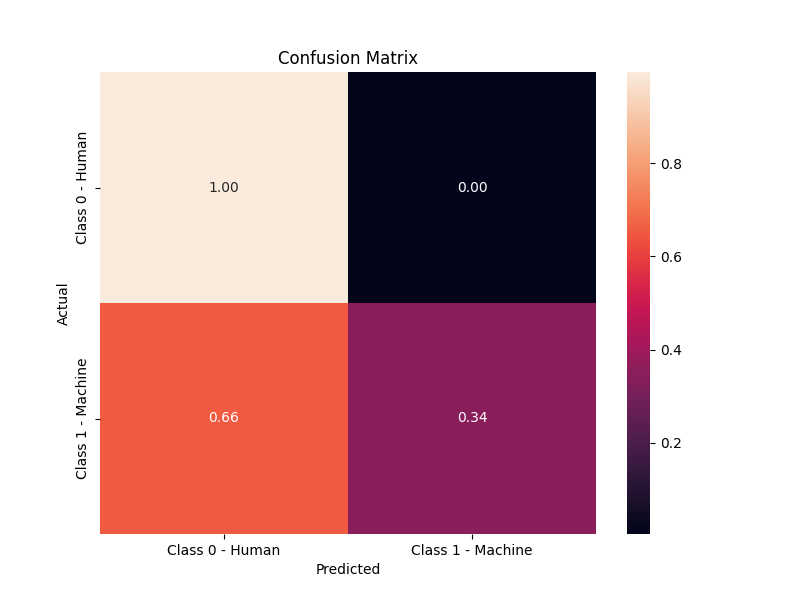 Confusion Matrix
Class 0 - Human
1.00
0.00
0.8
0.6
Actual
Class 1 - Machine
0.66
0.34
0.4
0.2
Class 0 - Human
Class 1 - Machine
Predicted